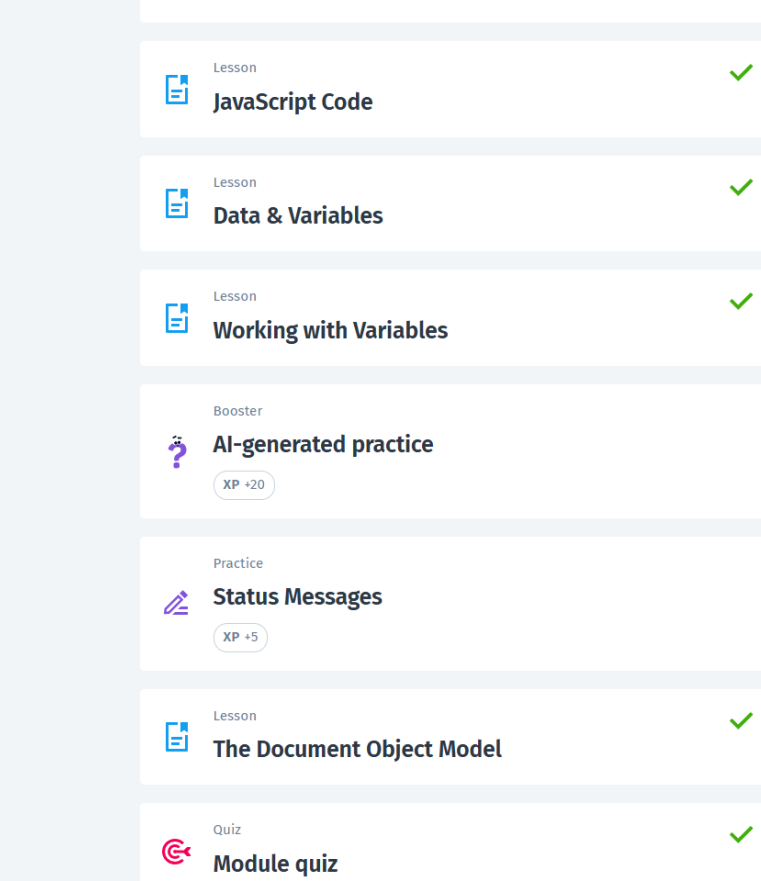 Lesson
JavaScript Code
Lesson
Data & Variables
Lesson
Working with Variables
Booster
AI-generated practice
XP +20
Practice
Status Messages
XP +5
Lesson
The Document Object Model
Quiz
Module quiz